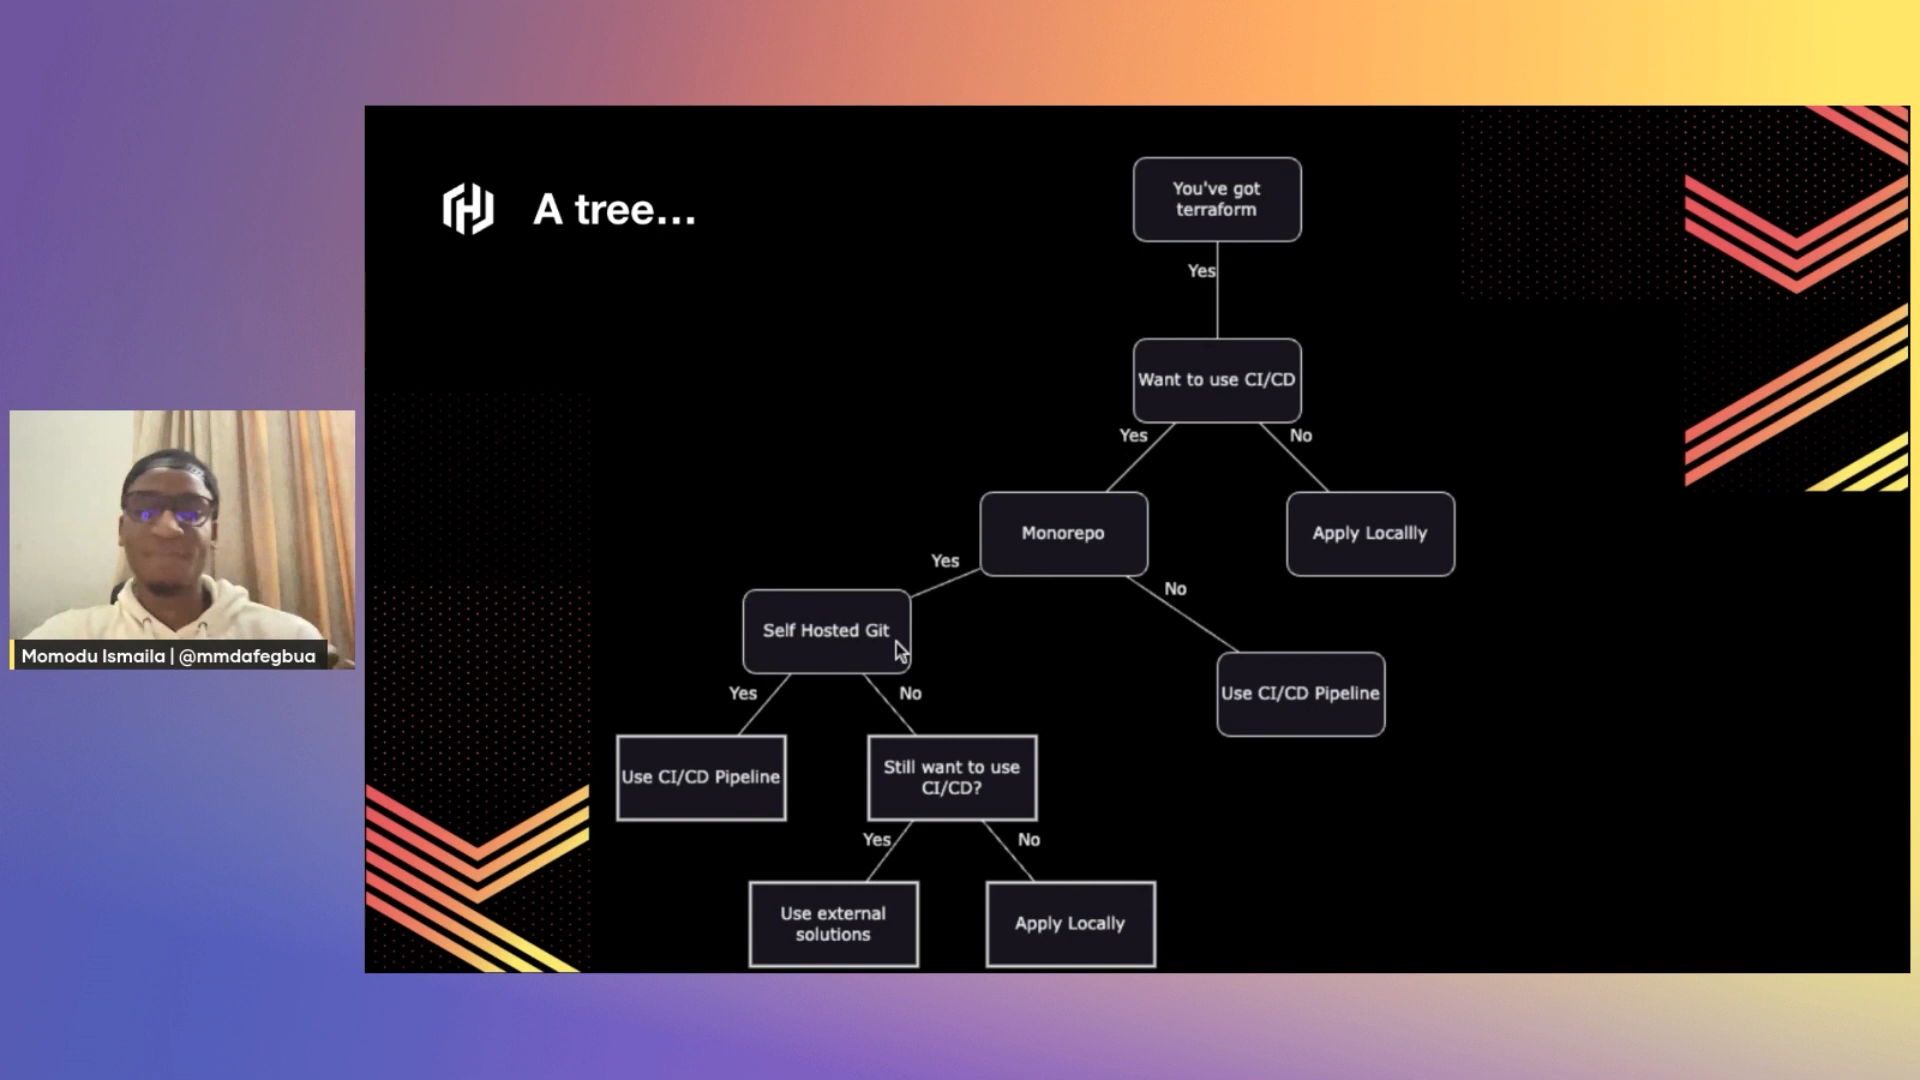 A tree...
You've got
terraform
Yes
Want to use CI/CD
Yes
No
Monorepo
Apply Locallly
Yes
No
Self Hosted Git
Yes
No
Use CI/CD Pipeline
Use CI/CD Pipeline
Still want to use
CI/CD?
Yes
No
Use external
solutions
Apply Locally
Momodu Ismaila | @mmdafegbua